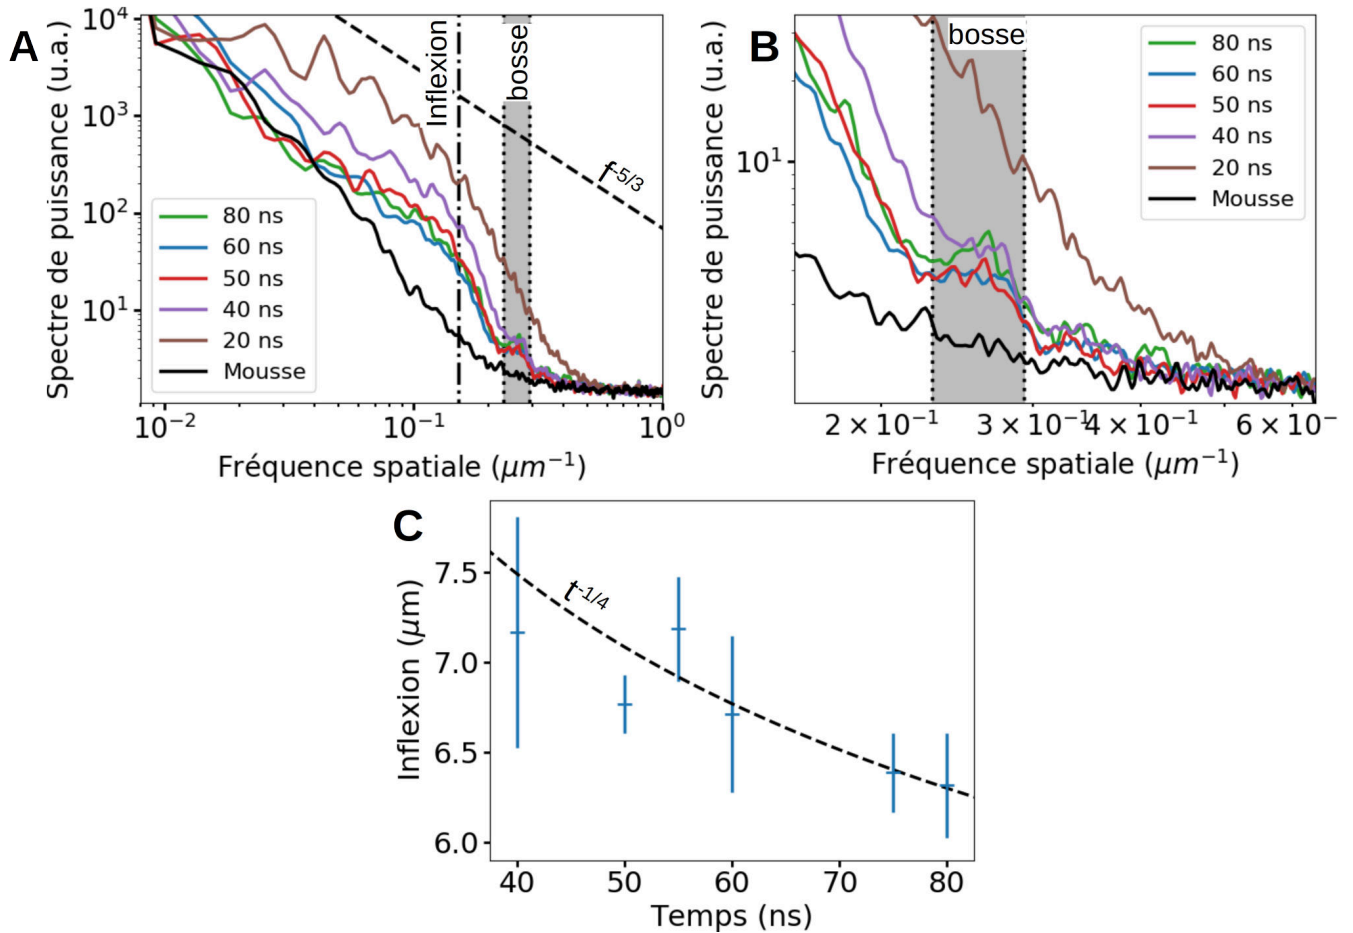 A
Spectre de puissance (u.a.)
10⁴
10³
10²
10¹
Inflexion
bosse
f⁻⁵/³
80 ns
60 ns
50 ns
40 ns
20 ns
Mousse
10⁻² 10⁻¹ 10⁰
Fréquence spatiale (μm⁻¹)
B
Spectre de puissance (u.a.)
10¹
bosse
80 ns
60 ns
50 ns
40 ns
20 ns
Mousse
2 × 10⁻¹ 3 × 10⁻¹ 4 × 10⁻¹ 6 × 10⁻
Fréquence spatiale (μm⁻¹)
C
Inflexion (μm)
7.5
7.0
6.5
6.0
t⁻¹/⁴
40 50 60 70 80
Temps (ns)